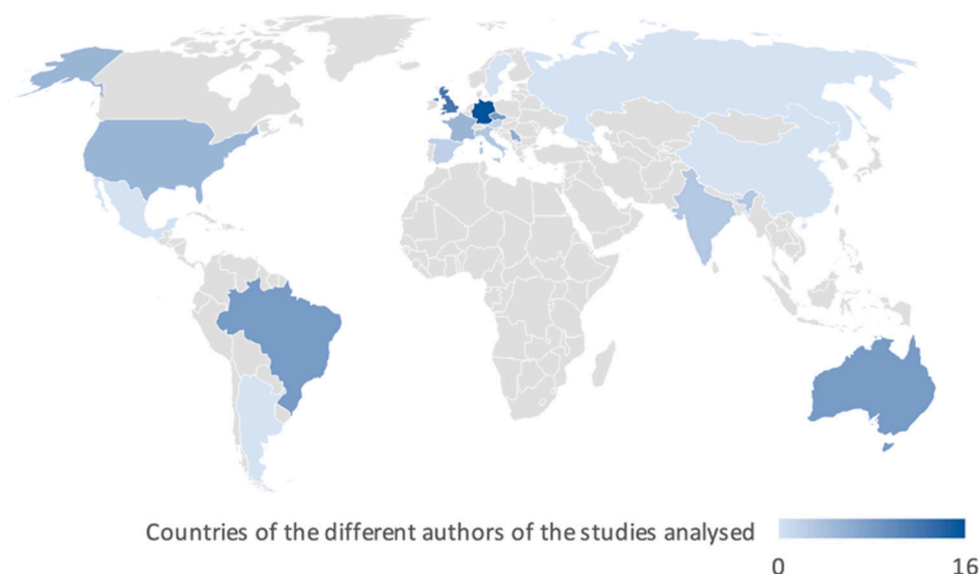 Countries of the different authors of the studies analysed
0 16